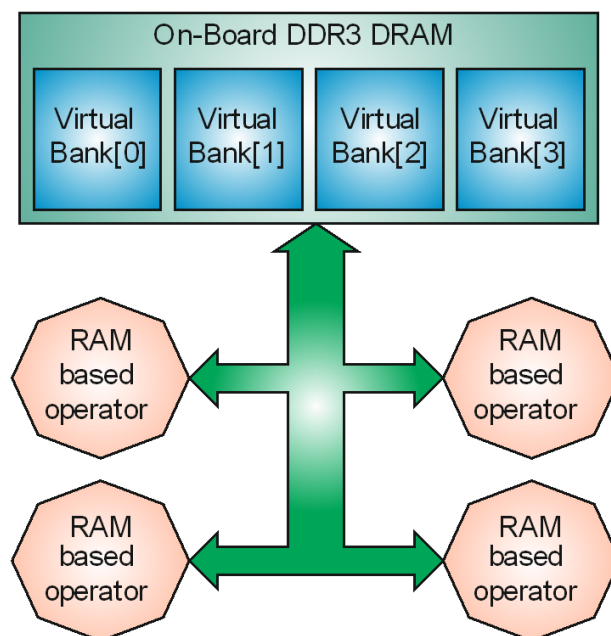 On-Board DDR3 DRAM
Virtual
Bank[0]
Virtual
Bank[1]
Virtual
Bank[2]
Virtual
Bank[3]
RAM
based
operator
RAM
based
operator
RAM
based
operator
RAM
based
operator